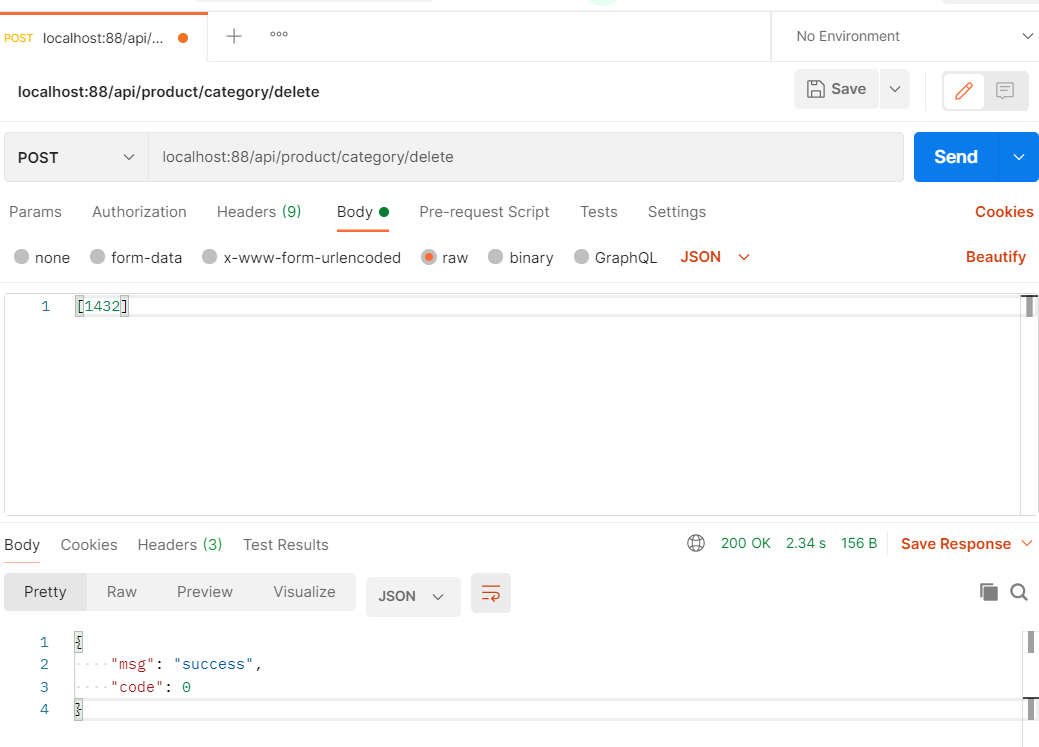 POST localhost:88/api/... No Environment
localhost:88/api/product/category/delete Save
POST localhost:88/api/product/category/delete Send
Params Authorization Headers (9) Body Pre-request Script Tests Settings Cookies
none form-data x-www-form-urlencoded raw binary GraphQL JSON Beautify
1 [1432]
Body Cookies Headers (3) Test Results 200 OK 2.34 s 156 B Save Response
Pretty Raw Preview Visualize JSON
1 {
2 "msg": "success",
3 "code": 0
4 }